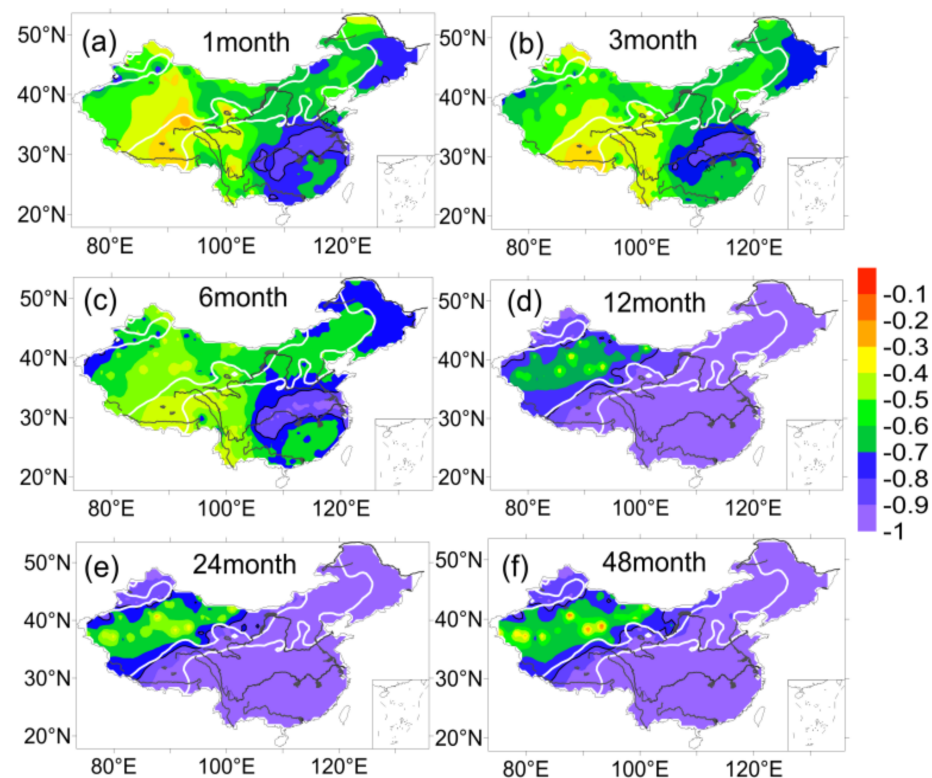 (a) 1month
50°N
40°N
30°N
20°N
80°E 100°E 120°E
(b) 3month
50°N
40°N
30°N
20°N
80°E 100°E 120°E
(c) 6month
50°N
40°N
30°N
20°N
80°E 100°E 120°E
(d) 12month
50°N
40°N
30°N
20°N
80°E 100°E 120°E
-0.1
-0.2
-0.3
-0.4
-0.5
-0.6
-0.7
-0.8
-0.9
-1
(e) 24month
50°N
40°N
30°N
20°N
80°E 100°E 120°E
(f) 48month
50°N
40°N
30°N
20°N
80°E 100°E 120°E